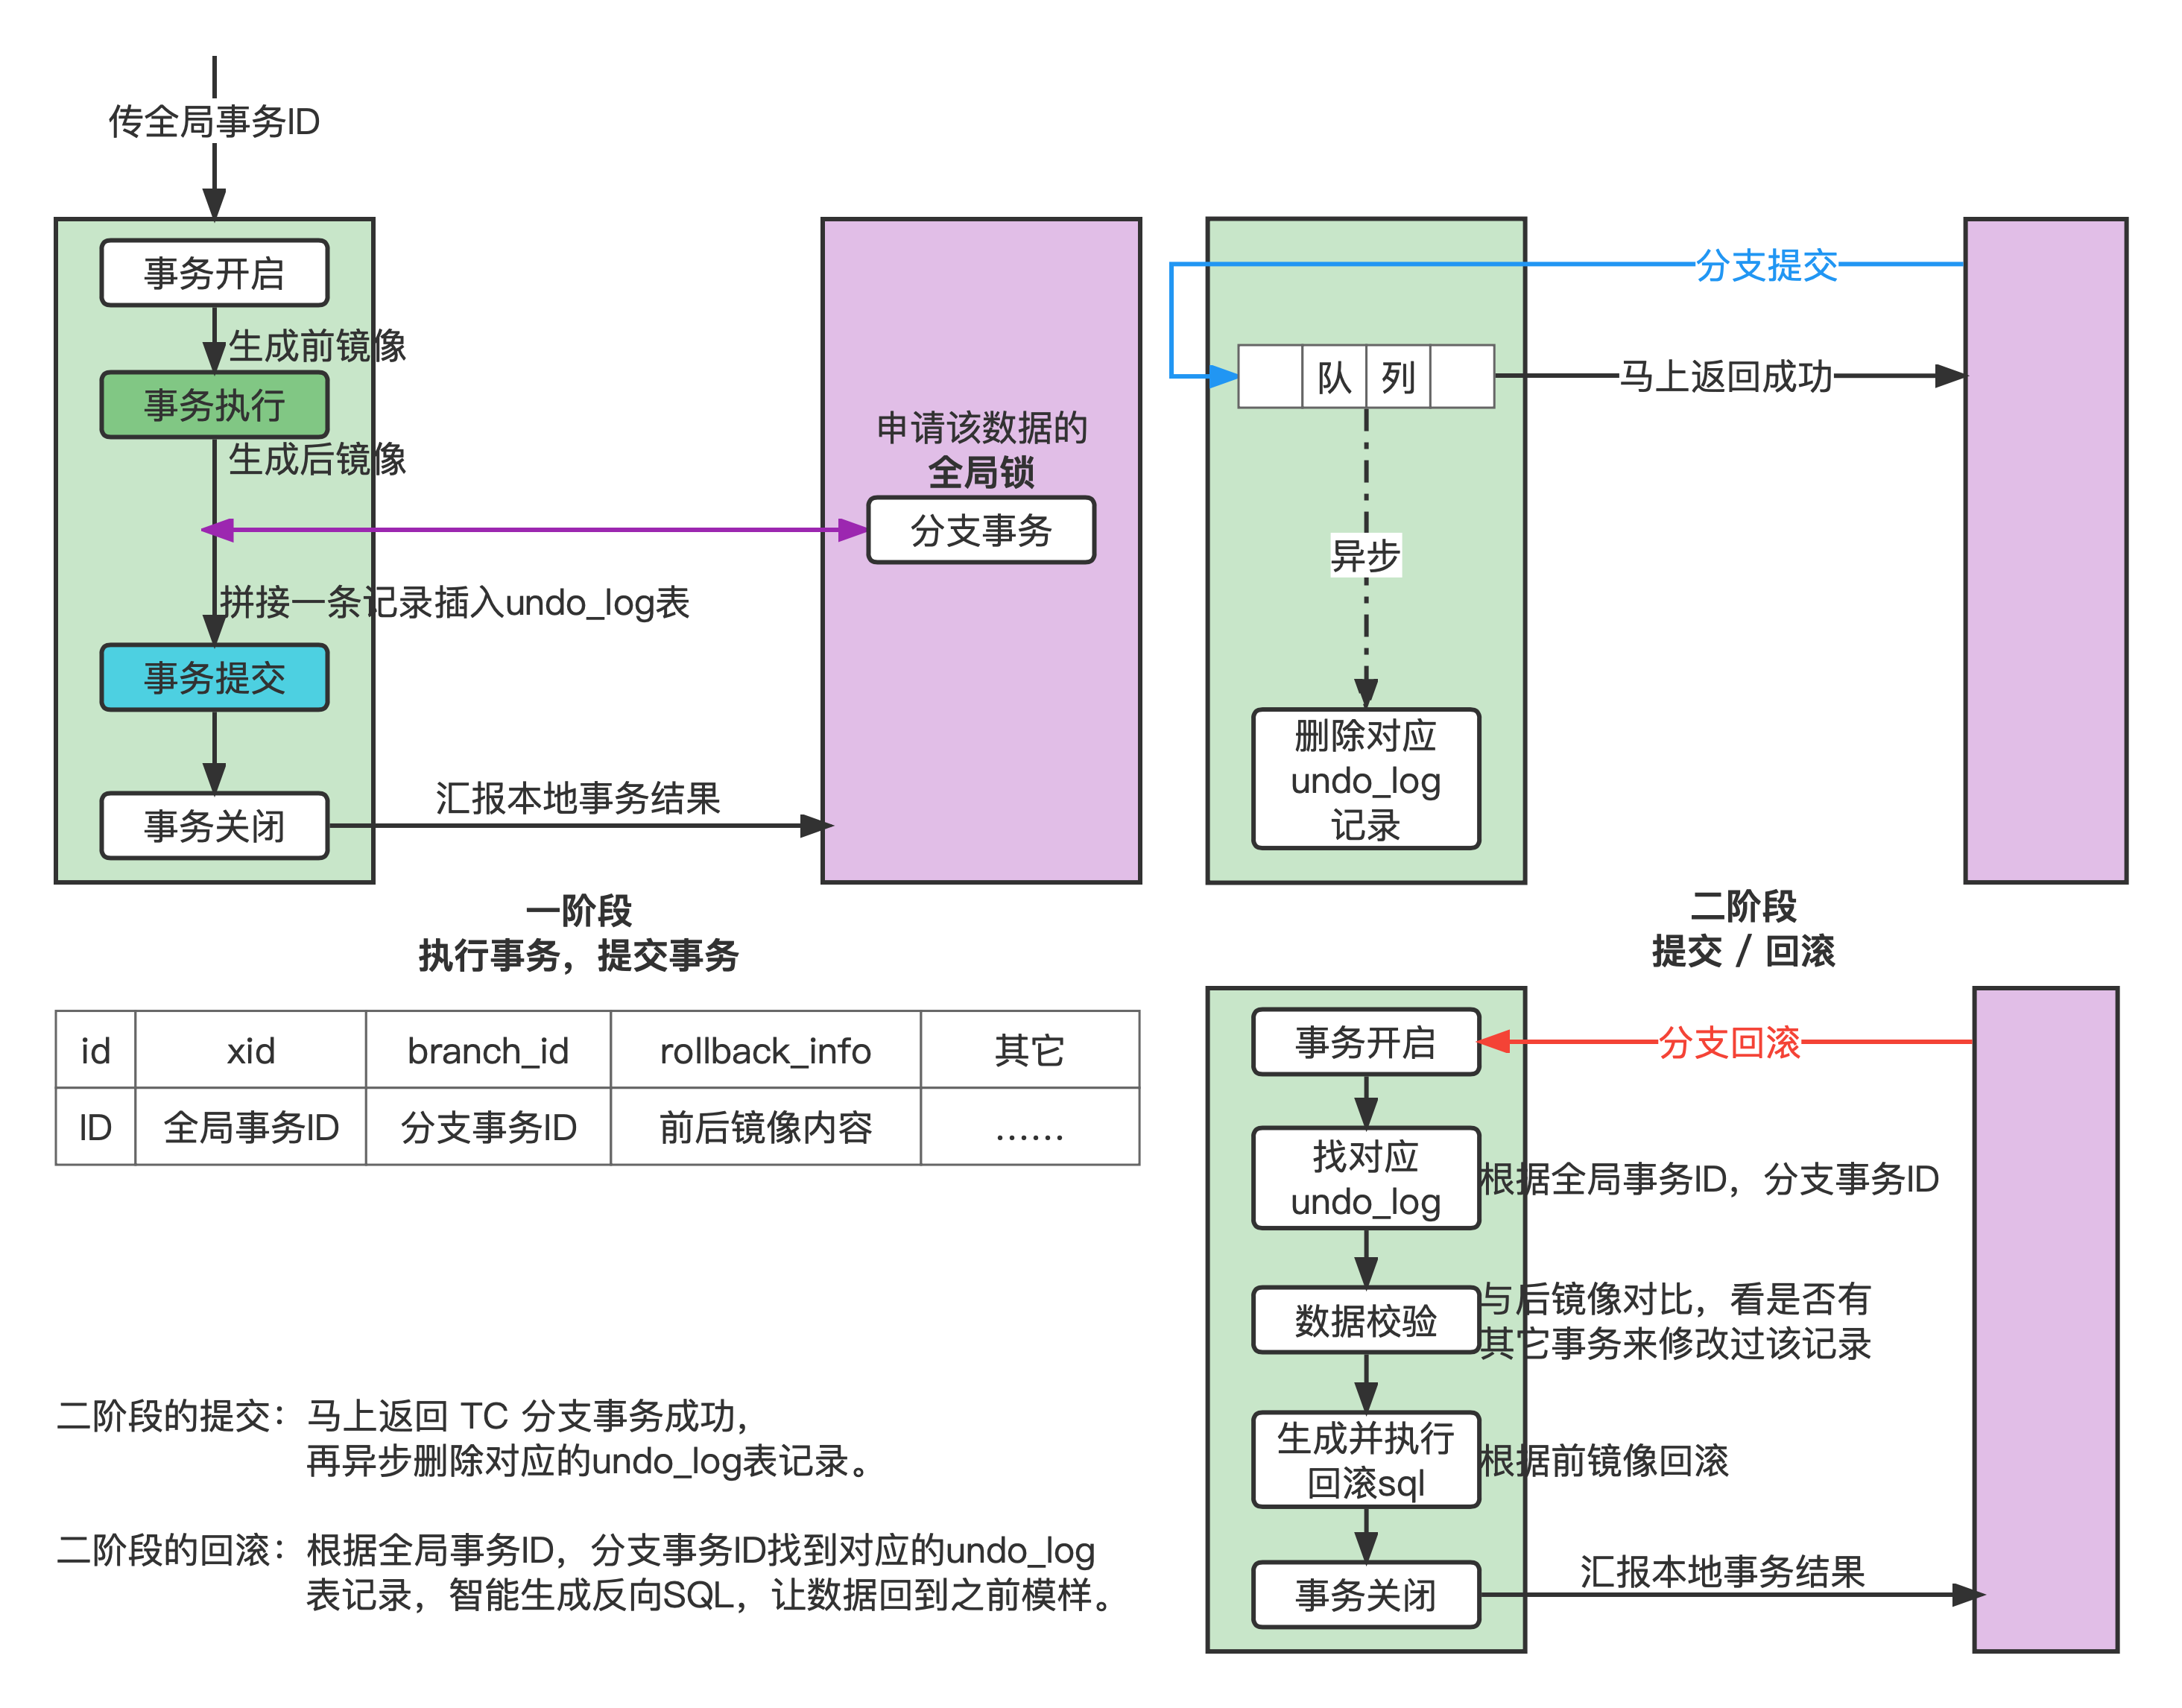 传全局事务ID
事务开启
生成前镜像
事务执行
生成后镜像
申请该数据的
全局锁
分支事务
拼接一条记录插入undo_log表
事务提交
事务关闭
汇报本地事务结果
一阶段
执行事务，提交事务
分支提交
队 列
马上返回成功
异步
删除对应
undo_log
记录
二阶段
提交 / 回滚
id xid branch_id rollback_info 其它
ID 全局事务ID 分支事务ID 前后镜像内容 ……
事务开启
分支回滚
找对应
undo_log
根据全局事务ID，分支事务ID
数据校验
与后镜像对比，看是否有
其它事务来修改过该记录
生成并执行
回滚sql
根据前镜像回滚
事务关闭
汇报本地事务结果
二阶段的提交：马上返回 TC 分支事务成功，
再异步删除对应的undo_log表记录。
二阶段的回滚：根据全局事务ID，分支事务ID找到对应的undo_log
表记录，智能生成反向SQL，让数据回到之前模样。